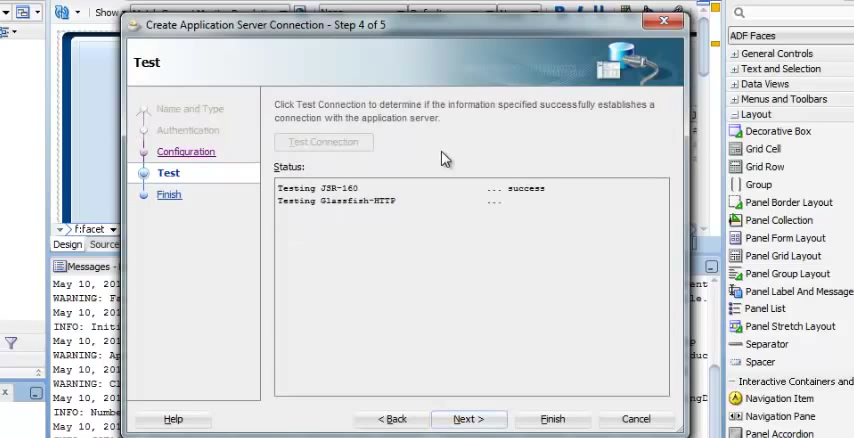 Show
Create Application Server Connection - Step 4 of 5
Test
Name and Type
Authentication
Configuration
Test
Finish
Click Test Connection to determine if the information specified successfully establishes a
connection with the application server.
Test Connection
Status:
Testing JSR-160 ... success
Testing Glassfish-HTTP ...
Help
< Back
Next >
Finish
Cancel
f:facet
Design
Source
Messages -
May 10, 201
WARNING: Fa
May 10, 201
INFO: Initi
May 10, 201
WARNING: Ap
May 10, 201
WARNING: Cl
May 10, 201
INFO: Numbe
May 10, 201
ADF Faces
General Controls
Text and Selection
Data Views
Menus and Toolbars
Layout
Decorative Box
Grid Cell
Grid Row
Group
Panel Border Layout
Panel Collection
Panel Form Layout
Panel Grid Layout
Panel Group Layout
Panel Label And Message
Panel List
Panel Stretch Layout
Separator
Spacer
Interactive Containers and
Navigation Item
Navigation Pane
Panel Accordion